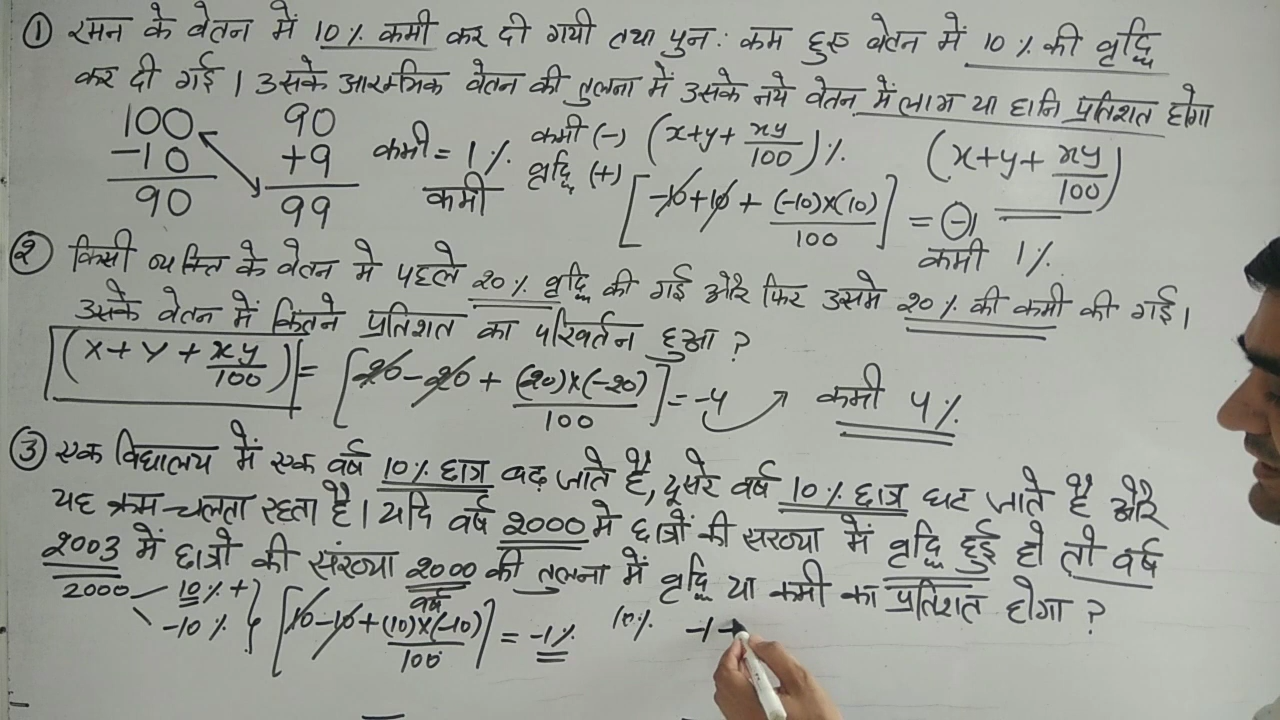 ① रमन के वेतन में 10% कमी कर दी गयी तथा पुन: कम हुए वेतन में 10% की वृद्धि
कर दी गई। उसके आरम्भिक वेतन की तुलना में उसके नये वेतन में लाभ या हानि प्रतिशत होगा
100 90 कमी (-) (x+y+xy/100)% (x+y+xy/100)
-10 +9 कमी = 1% वृद्धि (+)
90 99 कमी [-10+10+(-10)×(10)/100] = ⊖1
कमी 1%
② किसी व्यक्ति के वेतन मे पहले 20% वृद्धि की गई और फिर उसमे 20% की कमी की गई।
उसके वेतन में कितने प्रतिशत का परिवर्तन हुआ ?
(x+y+xy/100) = [20-20+(20)×(-20)/100] = -4 कमी 4%
③ एक विद्यालय में एक वर्ष 10% छात्र बढ़ जाते है, दूसरे वर्ष 10% छात्र घट जाते है और
यह क्रम चलता रहता है। यदि वर्ष 2000 मे छात्रों की संख्या में वृद्धि हुई हो तो वर्ष
2003 में छात्रो की संख्या 2000 की तुलना में वृद्धि या कमी का प्रतिशत होगा ?
वर्ष
2000 10% +
-10% [10-10+(10)×(-10)/100] = -1% 10% -1